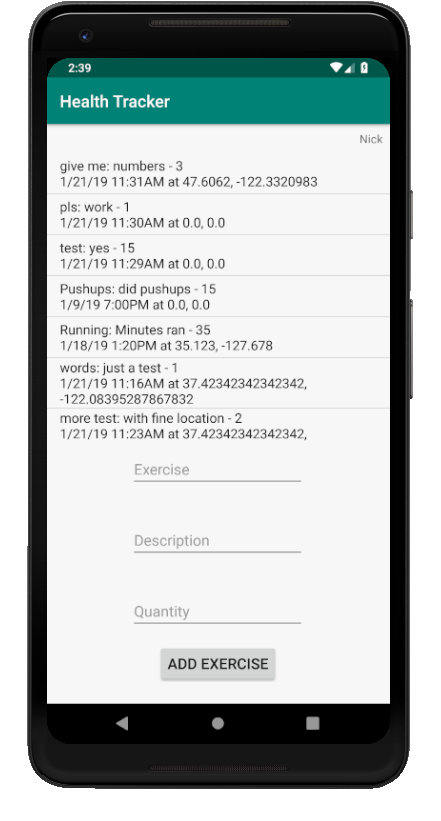 2:39
Health Tracker
Nick
give me: numbers - 3
1/21/19 11:31AM at 47.6062, -122.3320983
pls: work - 1
1/21/19 11:30AM at 0.0, 0.0
test: yes - 15
1/21/19 11:29AM at 0.0, 0.0
Pushups: did pushups - 15
1/9/19 7:00PM at 0.0, 0.0
Running: Minutes ran - 35
1/18/19 1:20PM at 35.123, -127.678
words: just a test - 1
1/21/19 11:16AM at 37.42342342342342,
-122.08395287867832
more test: with fine location - 2
1/21/19 11:23AM at 37.42342342342342,
Exercise
Description
Quantity
ADD EXERCISE